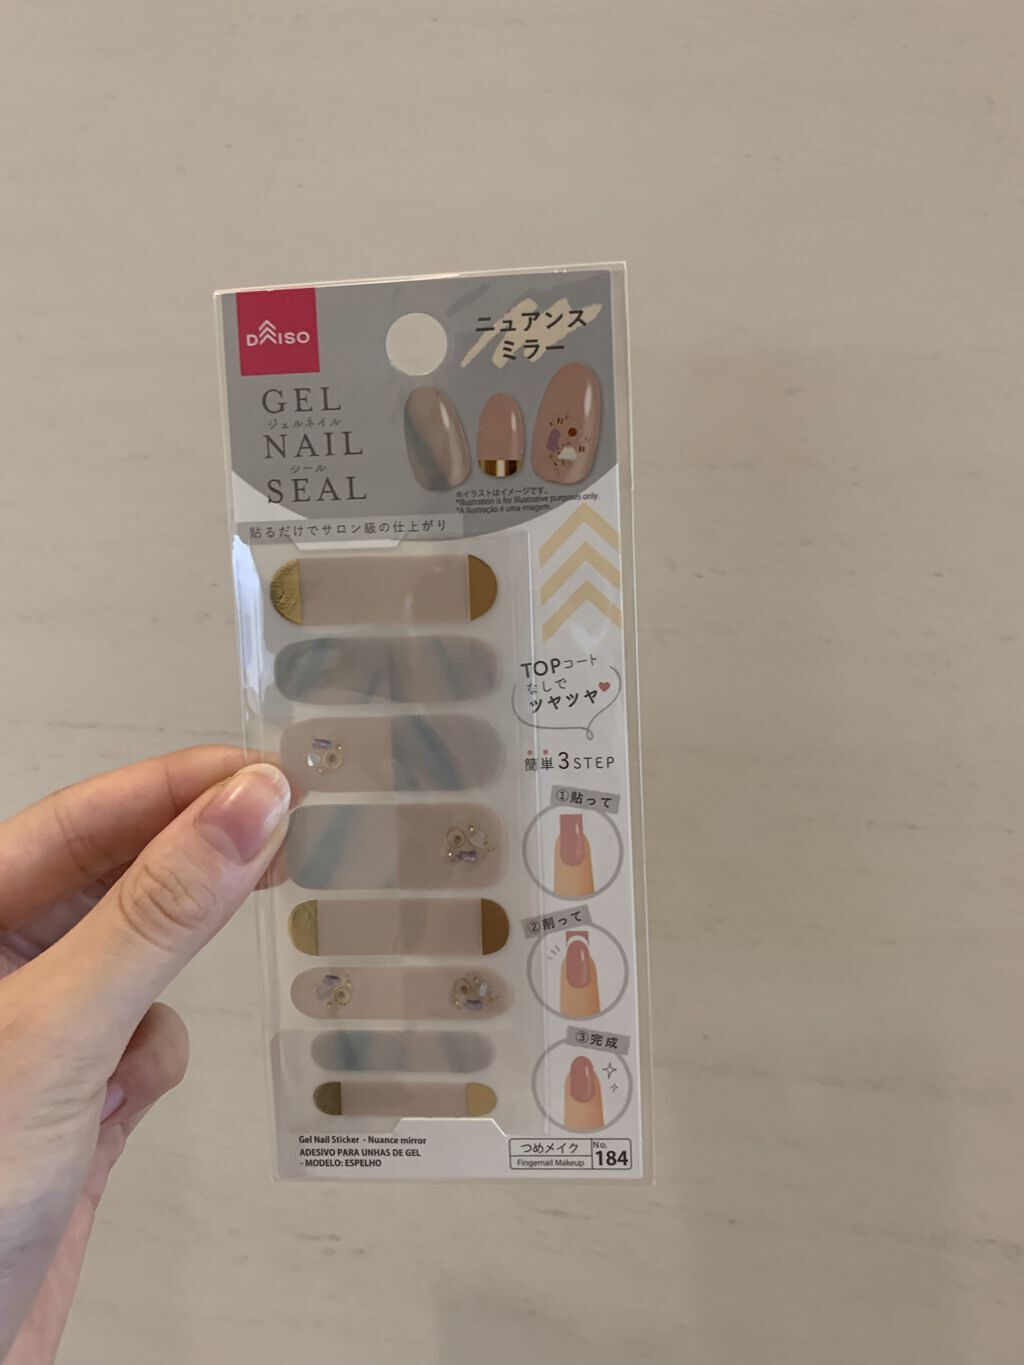 DAISO
ニュアンス
ミラー
GEL
ジェルネイル
NAIL
シール
SEAL
※イラストはイメージです。
*Illustration is for illustrative purposes only.
*A ilustração é uma imagem.
貼るだけでサロン級の仕上がり
TOPコート
なしで
ツヤツヤ
簡単3STEP
①貼って
②削って
③完成
Gel Nail Sticker - Nuance mirror
ADESIVO PARA UNHAS DE GEL
- MODELO: ESPELHO
つめメイク
Fingernail Makeup
No.
184